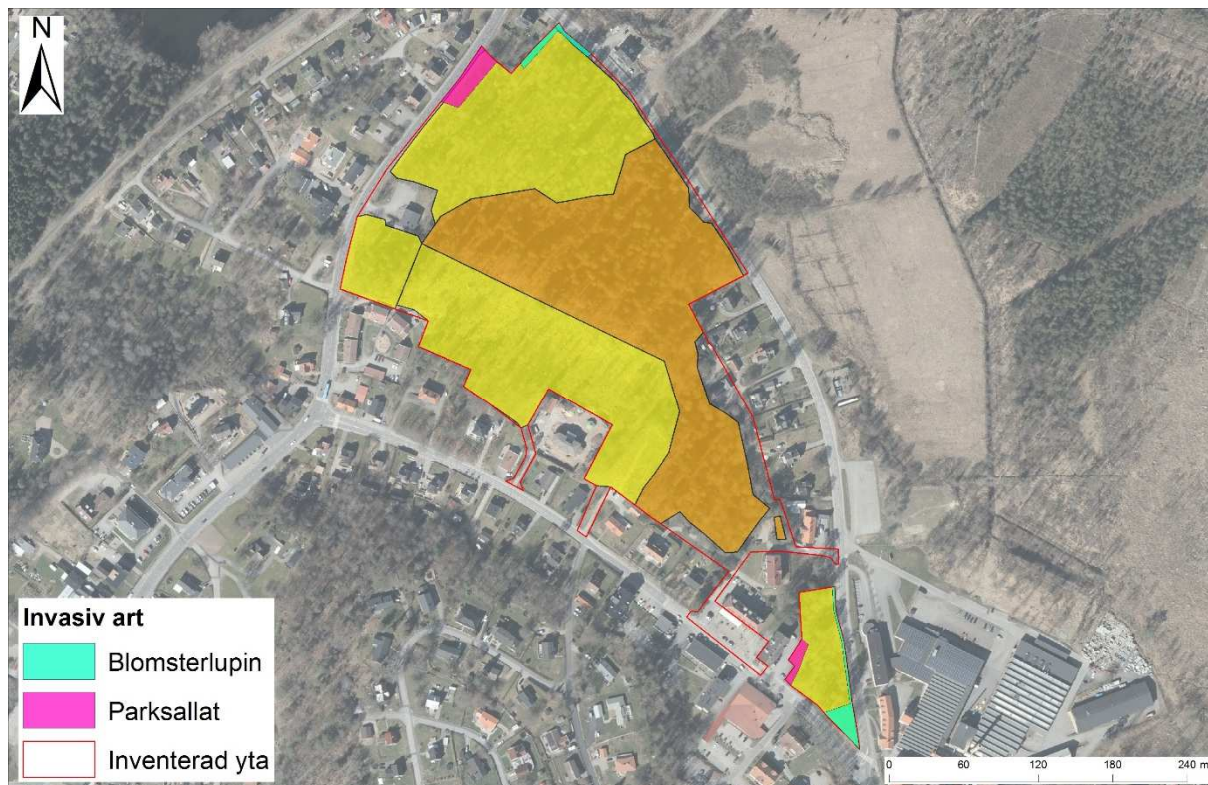 N
Invasiv art
Blomsterlupin
Parksallat
Inventerad yta
0 60 120 180 240 m